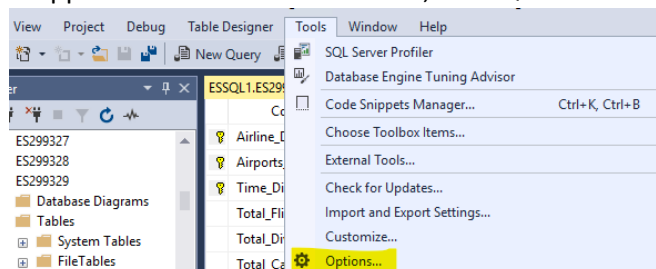 View Project Debug Table Designer Tools Window Help
New Query
SQL Server Profiler
Database Engine Tuning Advisor
Code Snippets Manager... Ctrl+K, Ctrl+B
Choose Toolbox Items...
External Tools...
Check for Updates...
Import and Export Settings...
Customize...
Options...
ESSQL1.ES299
ES299327
ES299328
ES299329
Database Diagrams
Tables
System Tables
FileTables
Co
Airline_D
Airports_
Time_Di
Total_Fli
Total_Di
Total_Ca